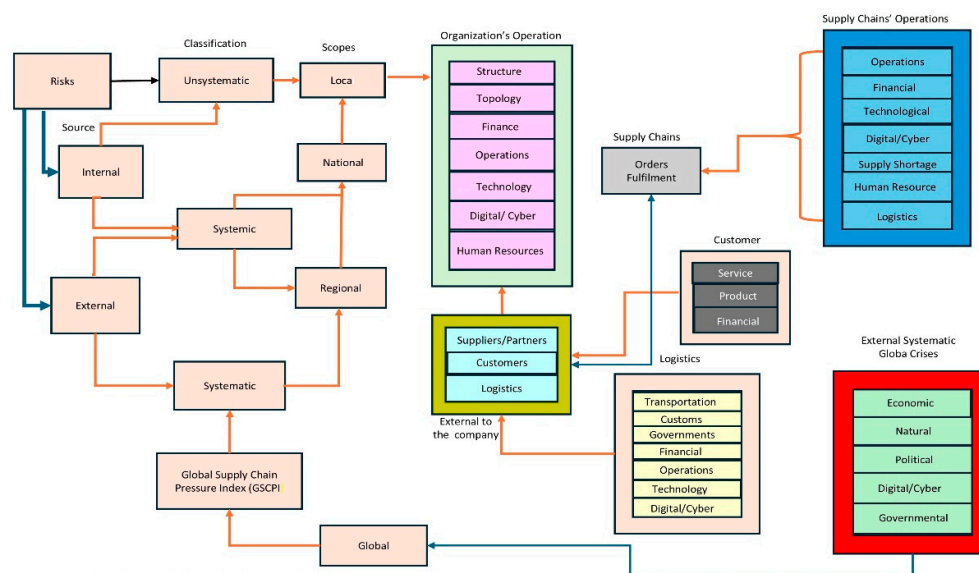 Supply Chains' Operations
Organization's Operation
Classification
Scopes
Risks
Unsystematic
Loca
Source
Internal
National
Systemic
External
Regional
Systematic
Global Supply Chain
Pressure Index (GSCPI
Global
Structure
Topology
Finance
Operations
Technology
Digital/ Cyber
Human Resources
Suppliers/Partners
Customers
Logistics
External to
the company
Supply Chains
Orders
Fulfilment
Operations
Financial
Technological
Digital/Cyber
Supply Shortage
Human Resource
Logistics
Customer
Service
Product
Financial
Logistics
Transportation
Customs
Governments
Financial
Operations
Technology
Digital/Cyber
External Systematic
Globa Crises
Economic
Natural
Political
Digital/Cyber
Governmental